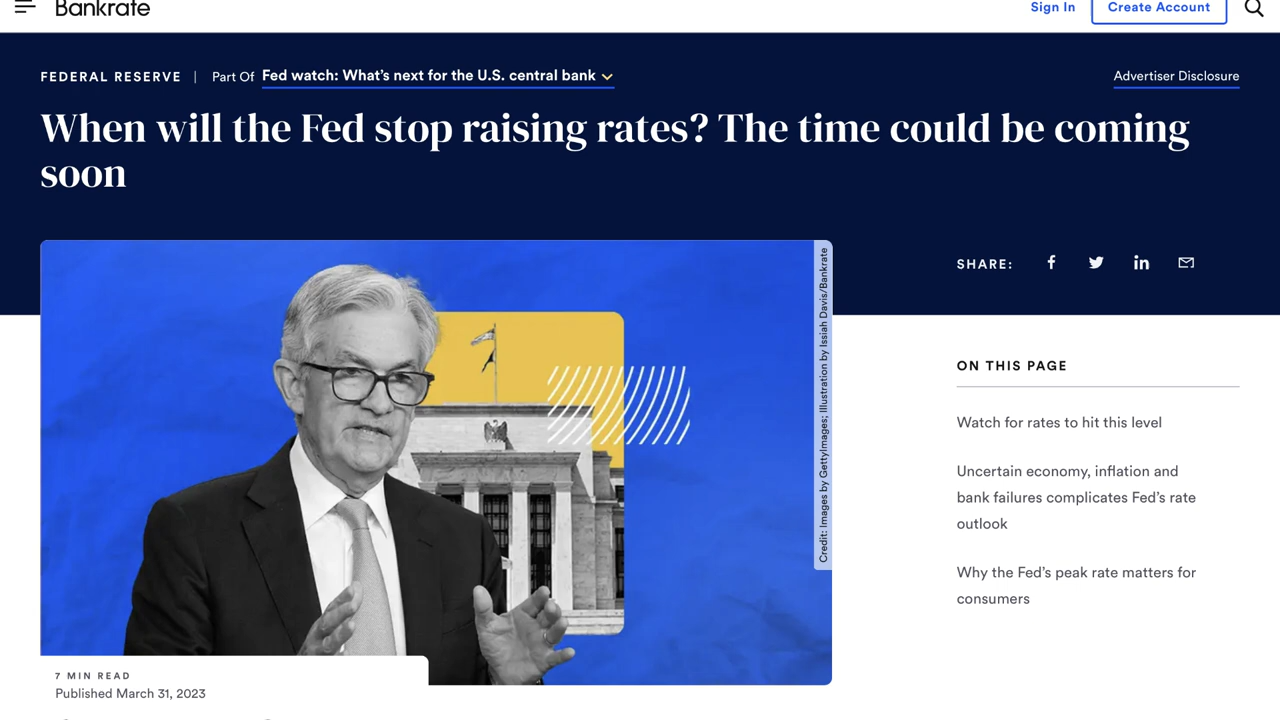 Bankrate
Sign In
Create Account
FEDERAL RESERVE | Part Of Fed watch: What's next for the U.S. central bank
Advertiser Disclosure
When will the Fed stop raising rates? The time could be coming
soon
Credit: Images by GettyImages; Illustration by Issiah Davis/Bankrate
SHARE:
ON THIS PAGE
Watch for rates to hit this level
Uncertain economy, inflation and
bank failures complicates Fed's rate
outlook
Why the Fed's peak rate matters for
consumers
7 MIN READ
Published March 31, 2023